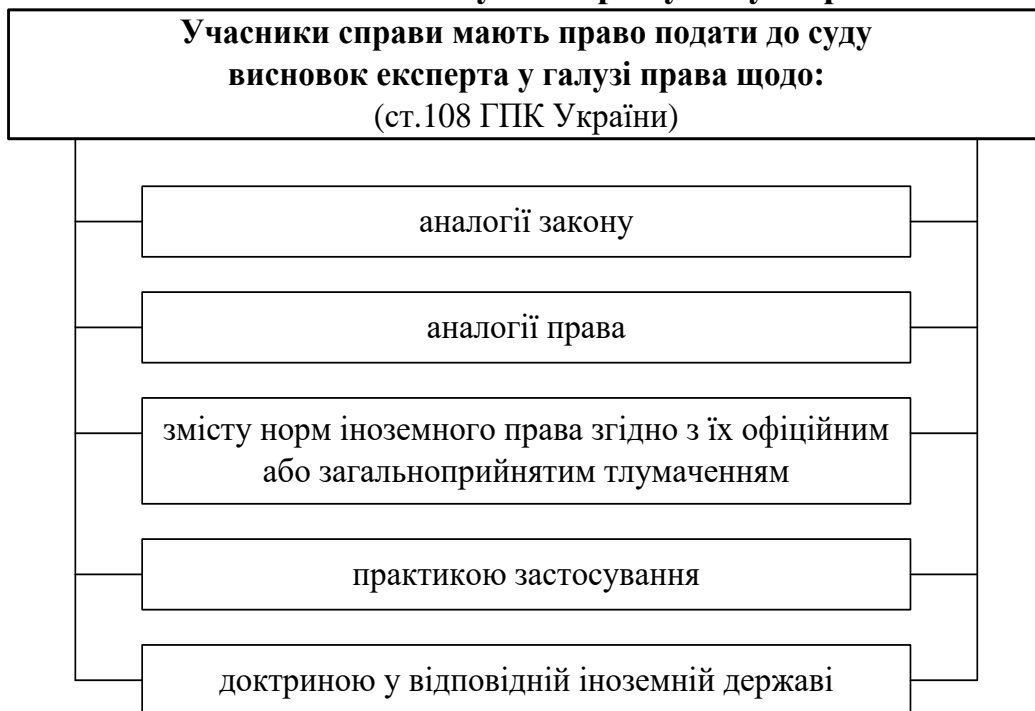 Учасники справи мають право подати до суду
висновок експерта у галузі права щодо:
(ст.108 ГПК України)
аналогії закону
аналогії права
змісту норм іноземного права згідно з їх офіційним
або загальноприйнятим тлумаченням
практикою застосування
доктриною у відповідній іноземній державі